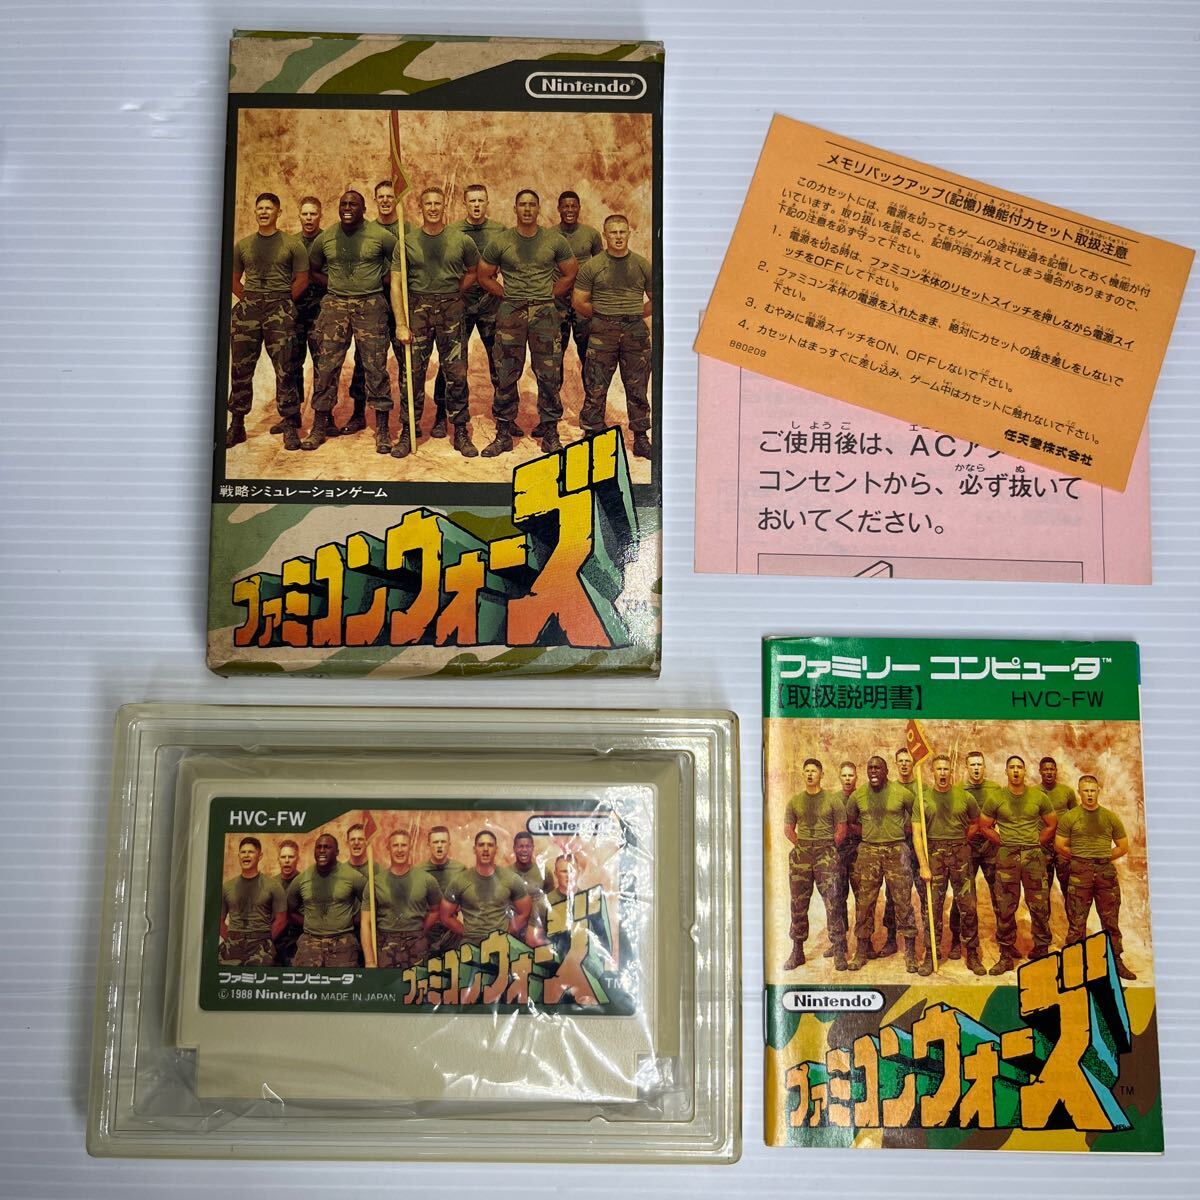 Nintendo®
戦略シミュレーションゲーム
ファミコンウォーズ
TM
メモリバックアップ(記憶)機能付カセット取扱注意
このカセットには、電源を切ってもゲームの途中経過を記憶しておく機能が付
いています。取り扱いを誤ると、記憶内容が消えてしまう場合がありますので、
下記の注意を必ず守って下さい。
1. 電源を切る時は、ファミコン本体のリセットスイッチを押しながら電源スイ
ッチをOFFして下さい。
2. ファミコン本体の電源を入れたまま、絶対にカセットの抜き差しをしないで
下さい。
3. むやみに電源スイッチをON、OFFしないで下さい。
4. カセットはまっすぐに差し込み、ゲーム中はカセットに触れないで下さい。
880209
任天堂株式会社
ご使用後は、ACア
コンセントから、必ず抜いて
おいてください。
ファミリー コンピュータ™
【取扱説明書】 HVC-FW
01
Nintendo®
ファミコンウォーズ
TM
HVC-FW
Nintendo
ファミリー コンピュータ™
ファミコンウォーズ
TM
©1988 Nintendo MADE IN JAPAN